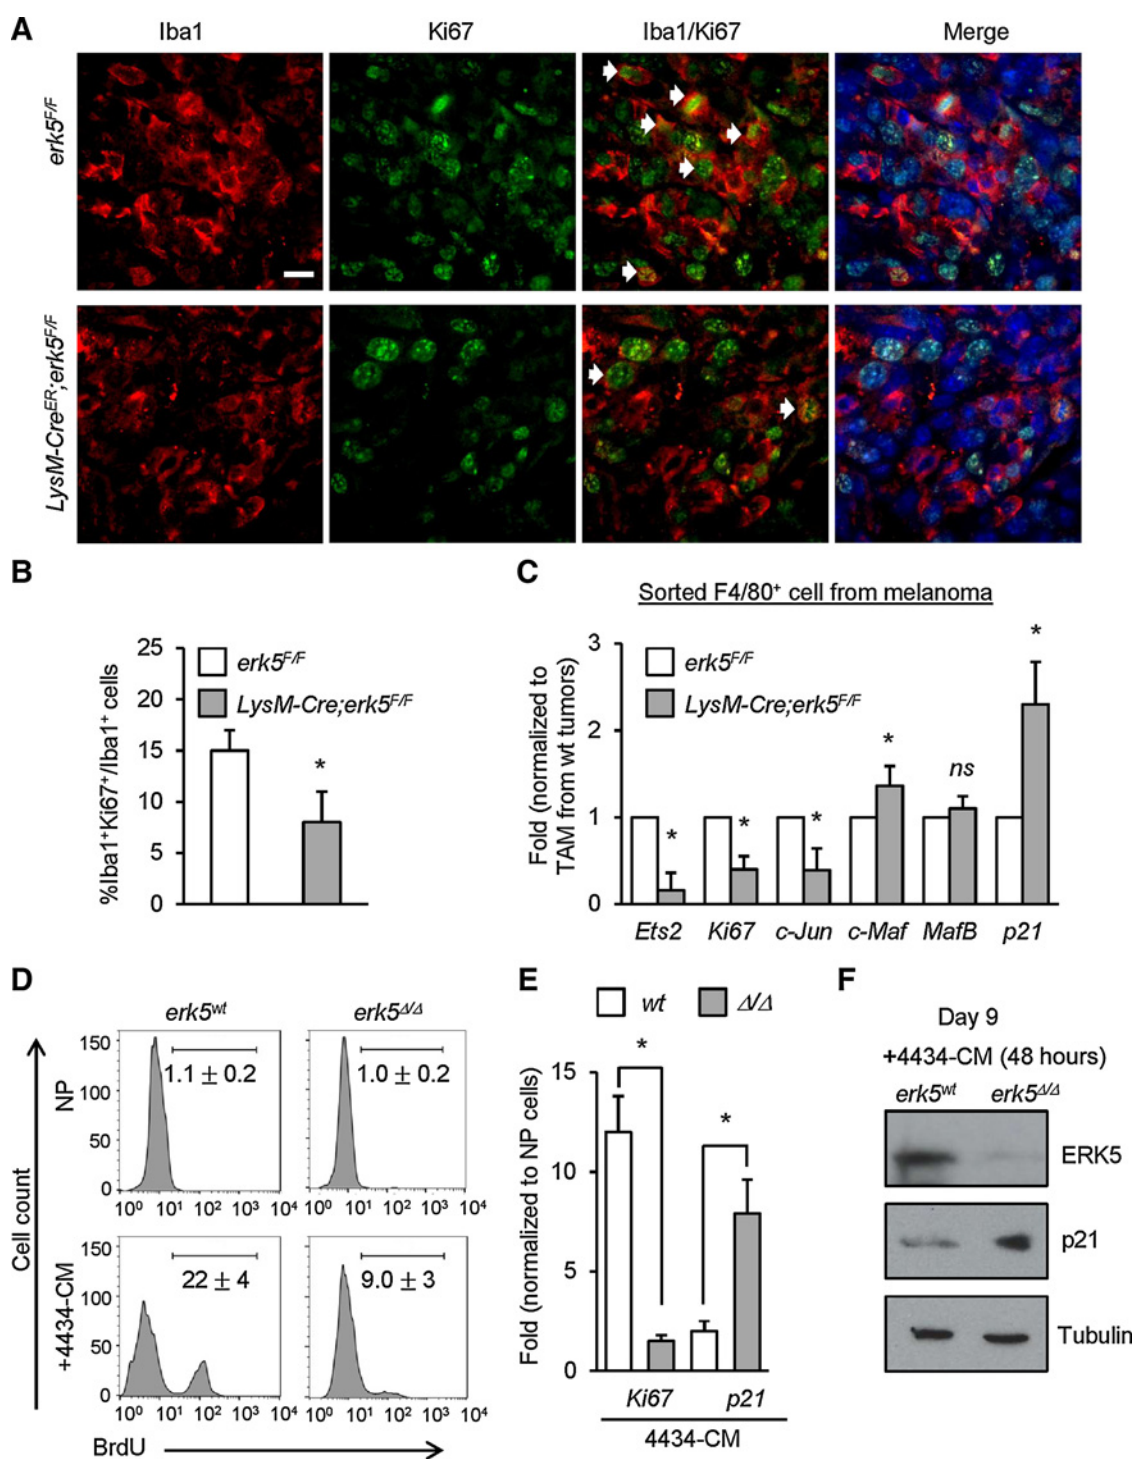 A
Iba1 Ki67 Iba1/Ki67 Merge
erk5F/F
LysM-CreER;erk5F/F
B
%Iba1+Ki67+/Iba1+ cells
25
20
15
10
5
0
erk5F/F
LysM-Cre;erk5F/F
*
C
Sorted F4/80+ cell from melanoma
Fold (normalized to
TAM from wt tumors)
3
2
1
0
erk5F/F
LysM-Cre;erk5F/F
* * * * ns *
Ets2 Ki67 c-Jun c-Maf MafB p21
D
erk5wt erk5Δ/Δ
Cell count
NP
150
100
50
0
1.1 ± 0.2
100 101 102 103 104
1.0 ± 0.2
100 101 102 103 104
+4434-CM
150
100
50
0
22 ± 4
100 101 102 103 104
9.0 ± 3
100 101 102 103 104
BrdU
E
wt Δ/Δ
Fold (normalized to NP cells)
15
10
5
0
* *
Ki67 p21
4434-CM
F
Day 9
+4434-CM (48 hours)
erk5wt erk5Δ/Δ
ERK5
p21
Tubulin